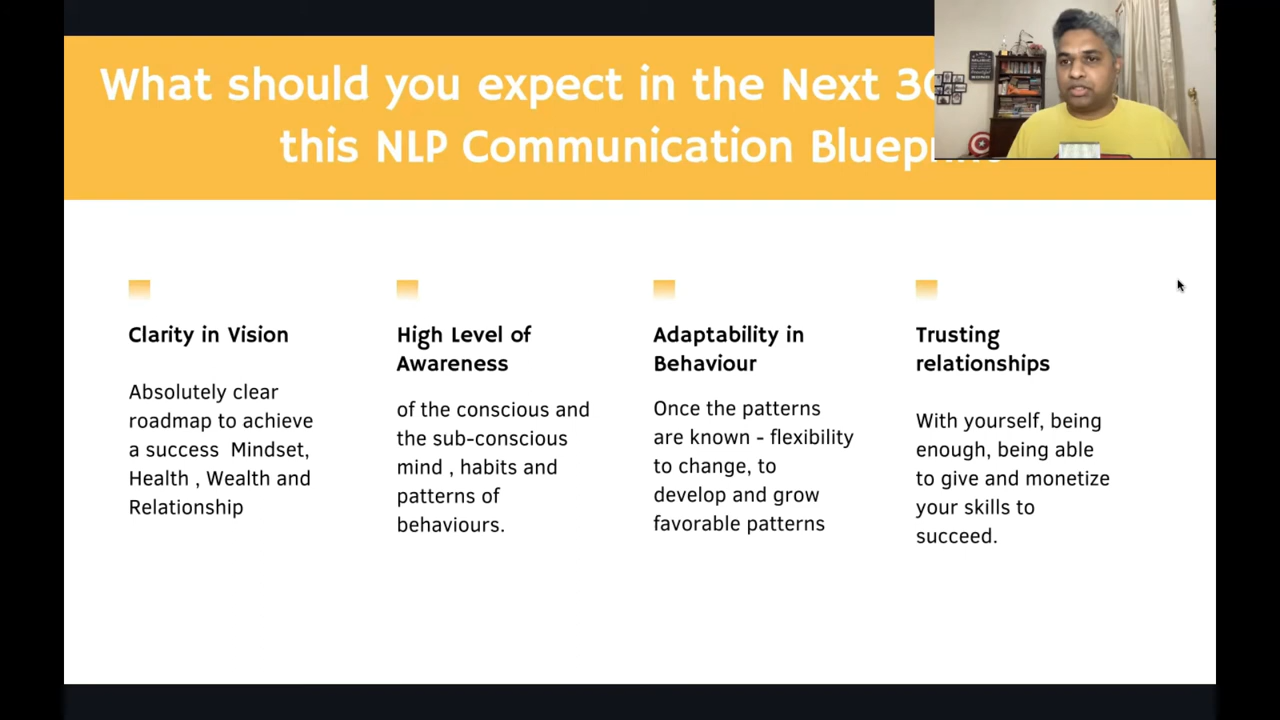 What should you expect in the Next 30
this NLP Communication Blueprint
Clarity in Vision
Absolutely clear
roadmap to achieve
a success  Mindset,
Health , Wealth and
Relationship
High Level of
Awareness
of the conscious and
the sub-conscious
mind , habits and
patterns of
behaviours.
Adaptability in
Behaviour
Once the patterns
are known - flexibility
to change, to
develop and grow
favorable patterns
Trusting
relationships
With yourself, being
enough, being able
to give and monetize
your skills to
succeed.